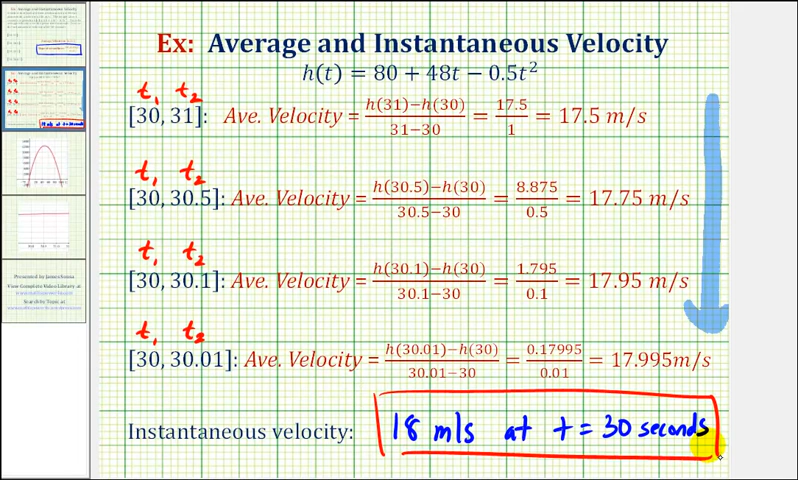 Ex: Average and Instantaneous Velocity
h(t) = 80 + 48t − 0.5t²
t₁ t₂
[30, 31]: Ave. Velocity = h(31)−h(30) / 31−30 = 17.5 / 1 = 17.5 m/s
t₁ t₂
[30, 30.5]: Ave. Velocity = h(30.5)−h(30) / 30.5−30 = 8.875 / 0.5 = 17.75 m/s
t₁ t₂
[30, 30.1]: Ave. Velocity = h(30.1)−h(30) / 30.1−30 = 1.795 / 0.1 = 17.95 m/s
t₁ t₂
[30, 30.01]: Ave. Velocity = h(30.01)−h(30) / 30.01−30 = 0.17995 / 0.01 = 17.995m/s
Instantaneous velocity: 18 m/s at t = 30 seconds